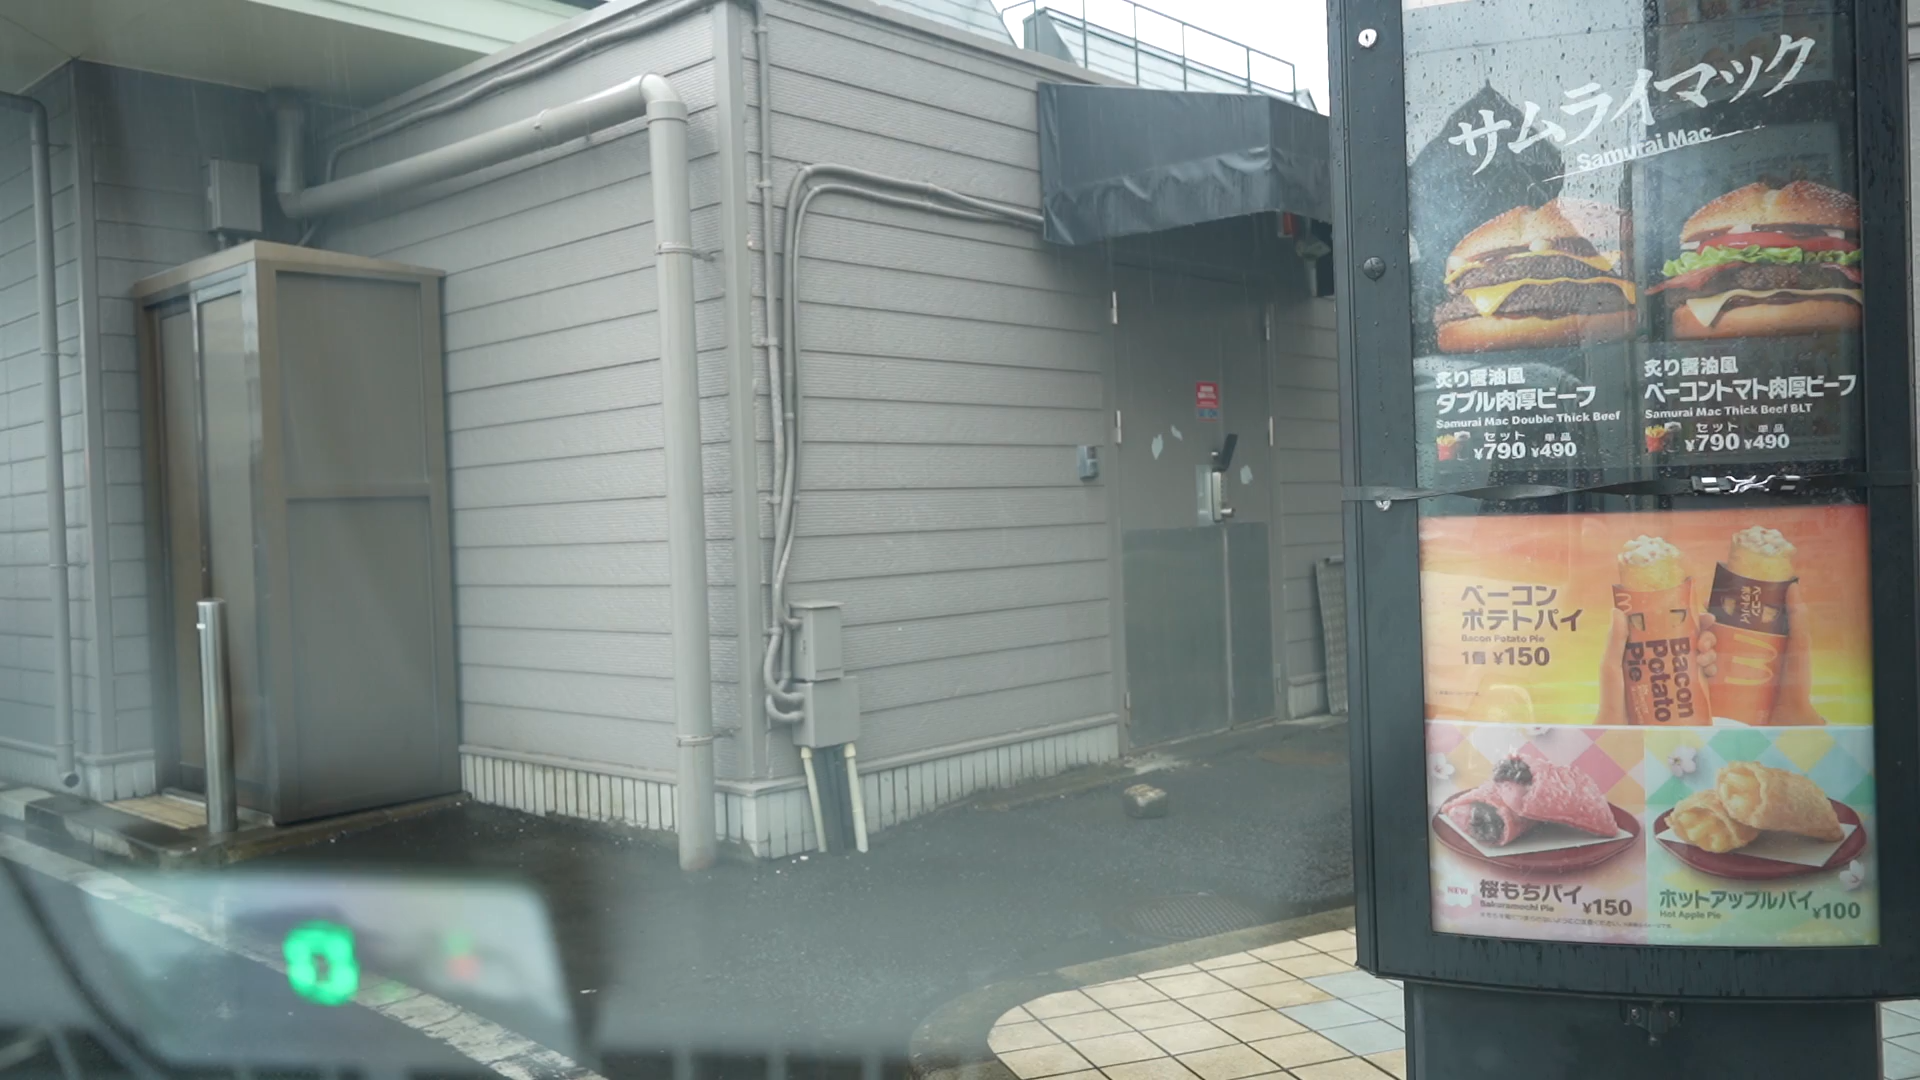 サムライマック
Samurai Mac
炙り醤油風
ダブル肉厚ビーフ
Samurai Mac Double Thick Beef
セット 単品
¥790 ¥490
炙り醤油風
ベーコントマト肉厚ビーフ
Samurai Mac Thick Beef BLT
セット 単品
¥790 ¥490
ベーコン
ポテトパイ
Bacon Potato Pie
1個 ¥150
Bacon
Potato
Pie
NEW
桜もちパイ ¥150
Sakuramochi Pie
ホットアップルパイ ¥100
Hot Apple Pie
0